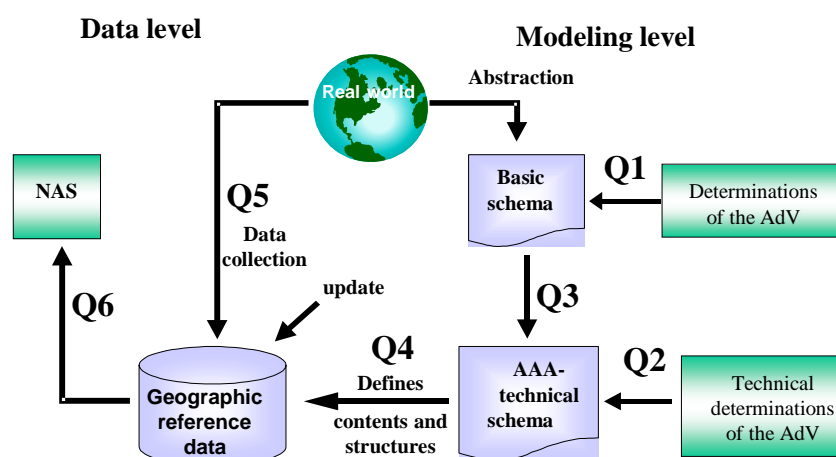 Data level
Modeling level
Abstraction
Real world
NAS
Basic
schema
Q1
Determinations
of the AdV
Q5
Data
collection
Q3
update
Q6
Q4
Defines
contents and
structures
AAA-
technical
schema
Q2
Technical
determinations
of the AdV
Geographic
reference
data